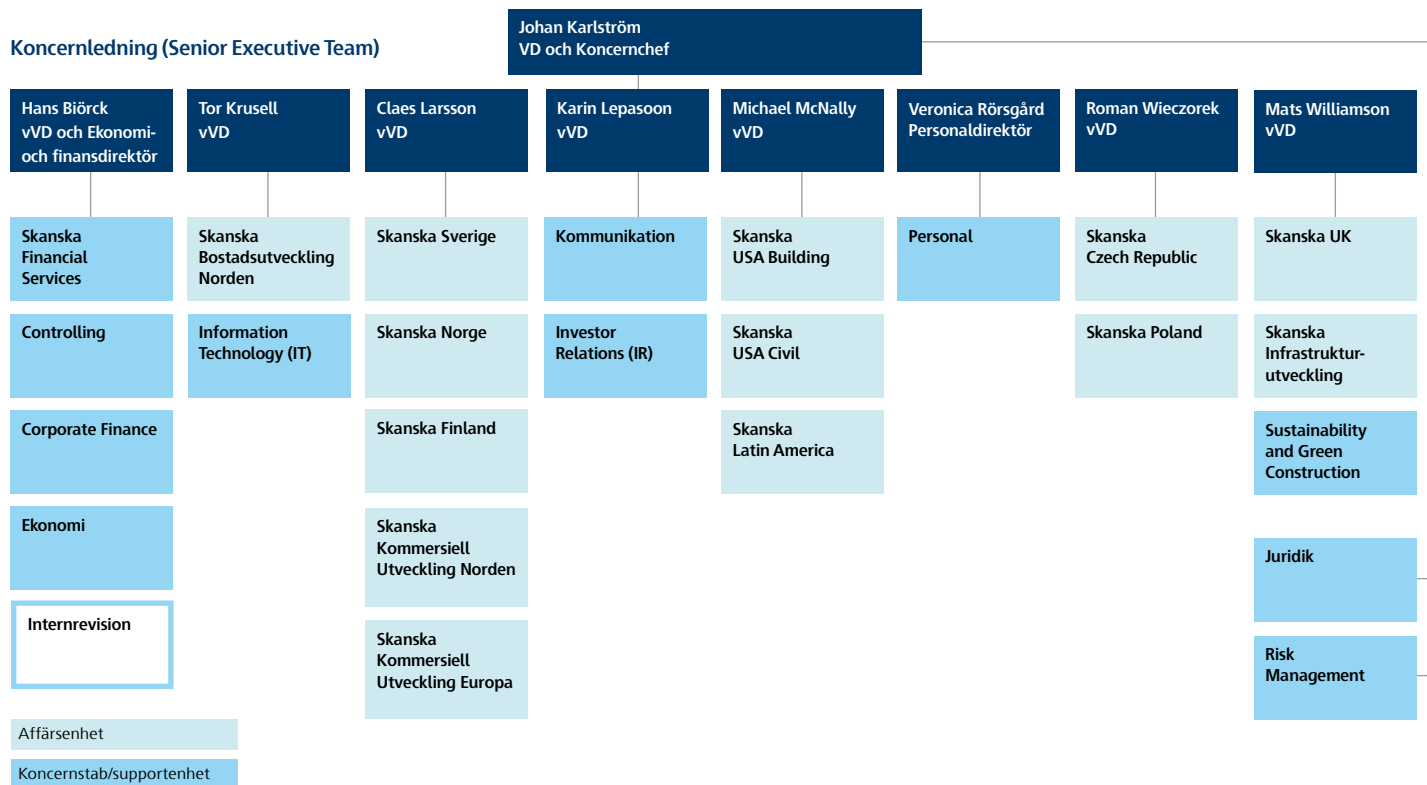 Koncernledning (Senior Executive Team)
Johan Karlström
VD och Koncernchef
Hans Biörck
vVD och Ekonomi-
och finansdirektör
Tor Krusell
vVD
Claes Larsson
vVD
Karin Lepasoon
vVD
Michael McNally
vVD
Veronica Rörsgård
Personaldirektör
Roman Wieczorek
vVD
Mats Williamson
vVD
Skanska
Financial
Services
Skanska
Bostadsutveckling
Norden
Skanska Sverige
Kommunikation
Skanska
USA Building
Personal
Skanska
Czech Republic
Skanska UK
Controlling
Information
Technology (IT)
Skanska Norge
Investor
Relations (IR)
Skanska
USA Civil
Skanska Poland
Skanska
Infrastruktur-
utveckling
Corporate Finance
Skanska Finland
Skanska
Latin America
Sustainability
and Green
Construction
Ekonomi
Skanska
Kommersiell
Utveckling Norden
Juridik
Internrevision
Skanska
Kommersiell
Utveckling Europa
Risk
Management
Affärsenhet
Koncernstab/supportenhet